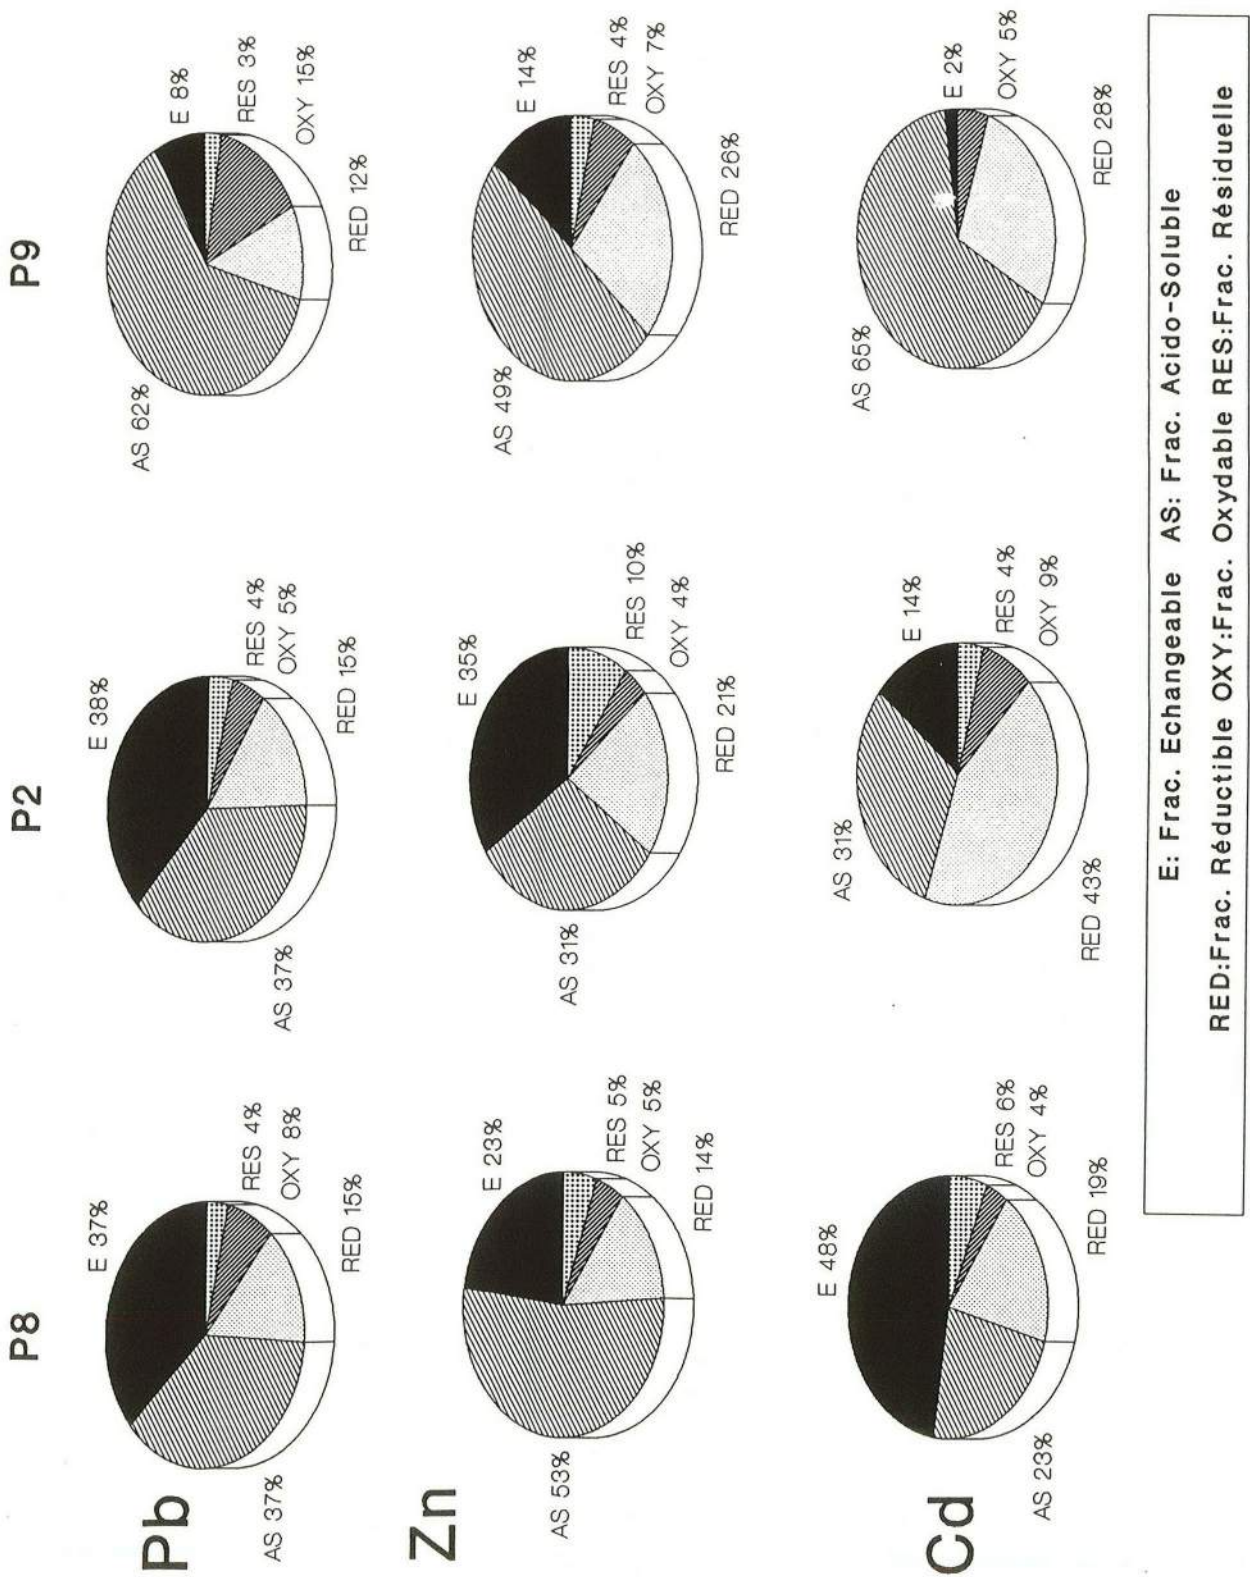 P8
P2
P9
Pb
E 37%
RES 4%
OXY 8%
RED 15%
AS 37%
E 38%
RES 4%
OXY 5%
RED 15%
AS 37%
E 8%
RES 3%
OXY 15%
RED 12%
AS 62%
Zn
E 23%
RES 5%
OXY 5%
RED 14%
AS 53%
E 35%
RES 10%
OXY 4%
RED 21%
AS 31%
E 14%
RES 4%
OXY 7%
RED 26%
AS 49%
Cd
E 48%
RES 6%
OXY 4%
RED 19%
AS 23%
E 14%
RES 4%
OXY 9%
RED 43%
AS 31%
E 2%
OXY 5%
RED 28%
AS 65%
E: Frac. Echangeable AS: Frac. Acido-Soluble
RED:Frac. Réductible OXY:Frac. Oxydable RES:Frac. Résiduelle